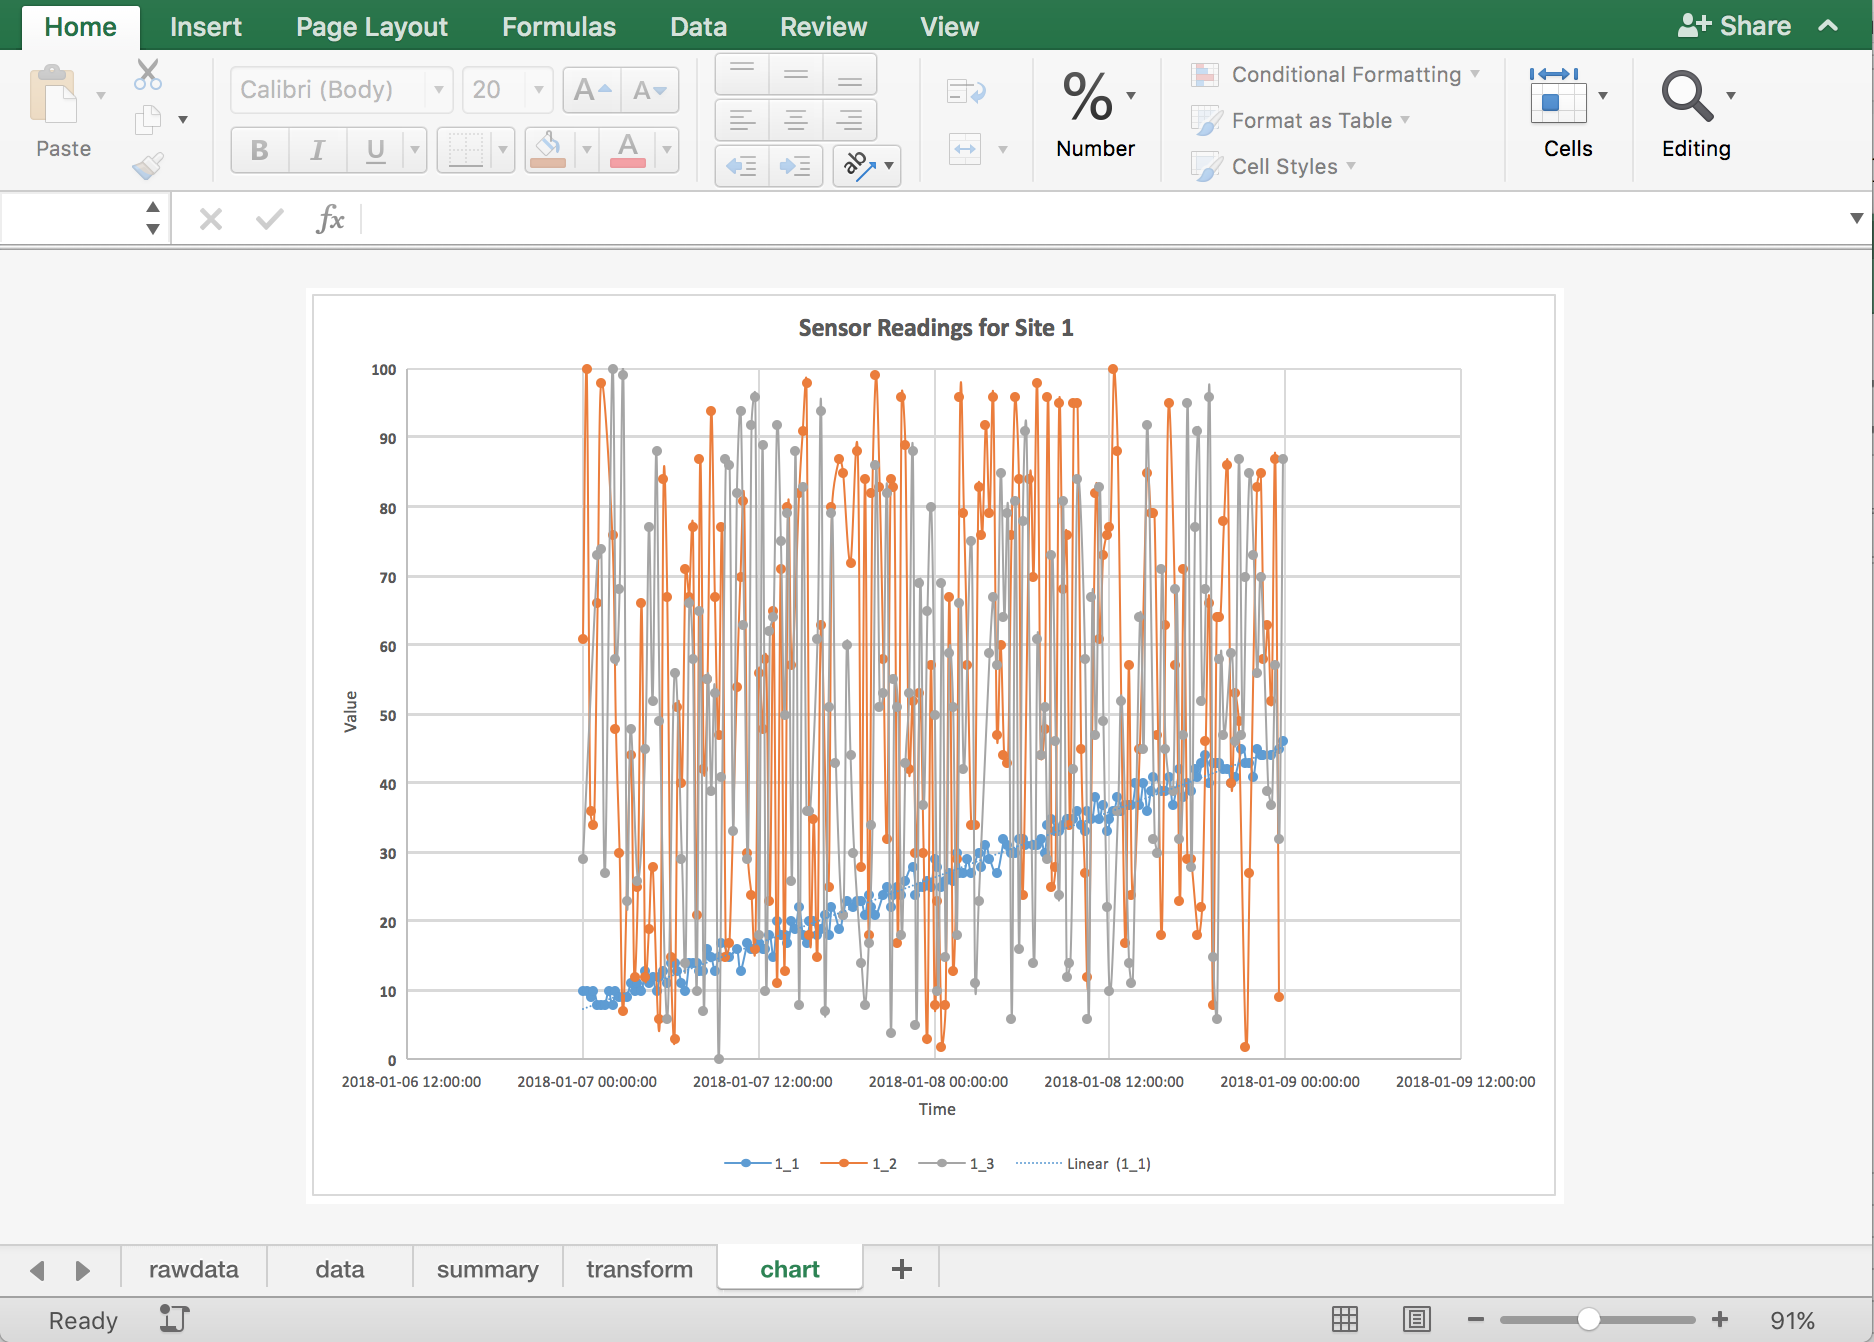 Home Insert Page Layout Formulas Data Review View Share
Paste
Calibri (Body) 20 A A
B I U A
ab
%
Number
Conditional Formatting
Format as Table
Cell Styles
Cells
Editing
fx
Sensor Readings for Site 1
100
90
80
70
60
50
40
30
20
10
0
Value
2018-01-06 12:00:00 2018-01-07 00:00:00 2018-01-07 12:00:00 2018-01-08 00:00:00 2018-01-08 12:00:00 2018-01-09 00:00:00 2018-01-09 12:00:00
Time
1_1 1_2 1_3 Linear (1_1)
rawdata data summary transform chart +
Ready 91%